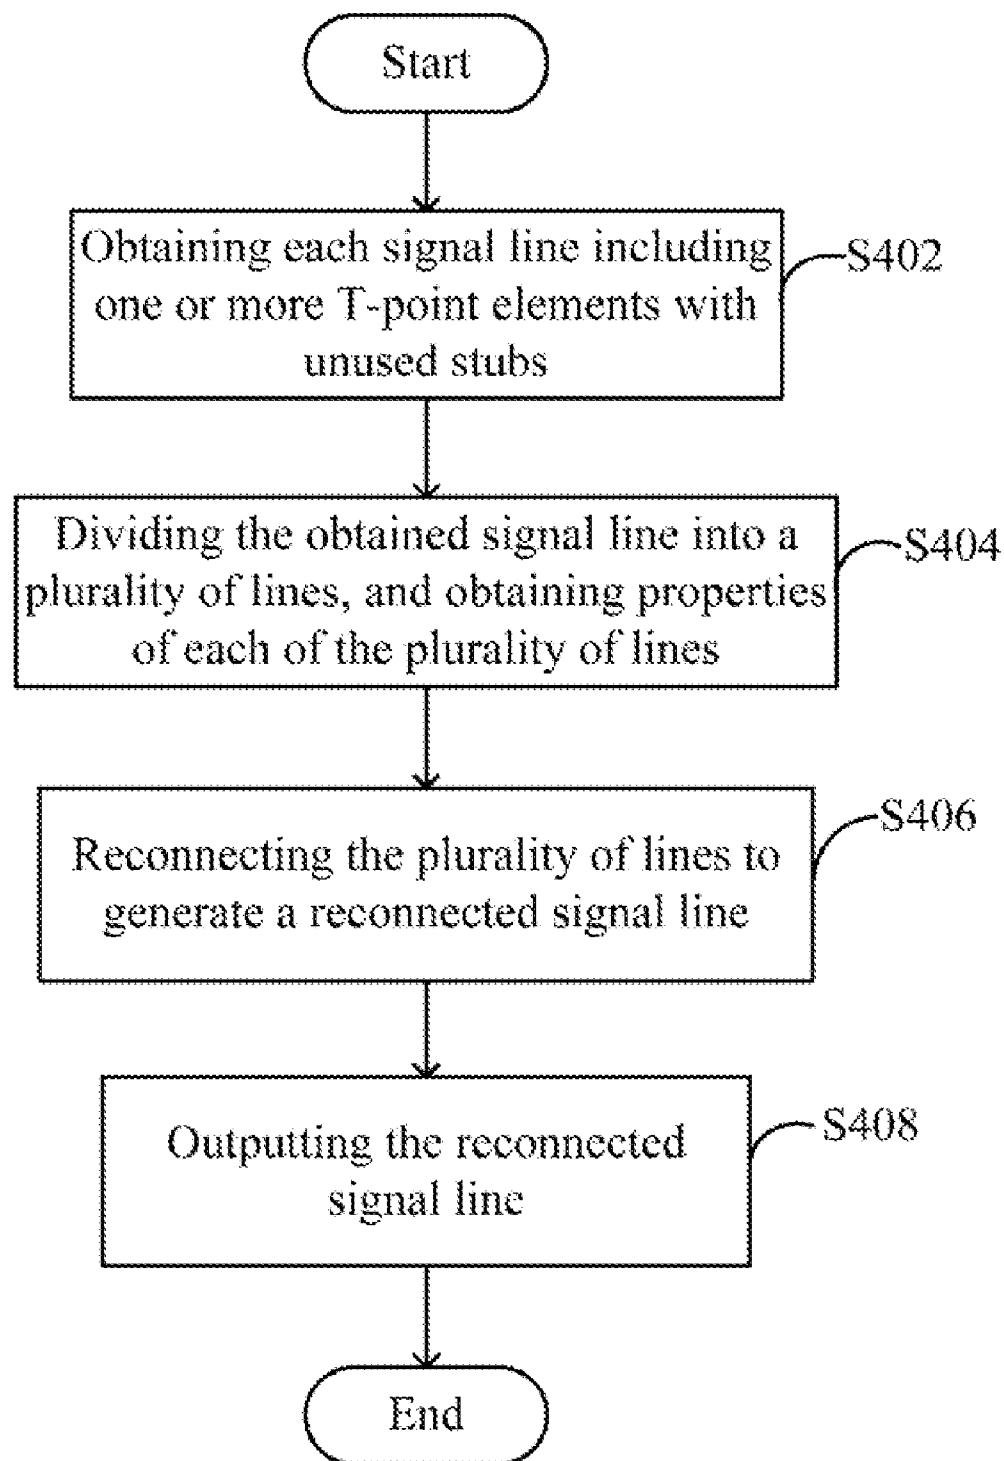 Start
Obtaining each signal line including
one or more T-point elements with
unused stubs
S402
Dividing the obtained signal line into a
plurality of lines, and obtaining properties
of each of the plurality of lines
S404
Reconnecting the plurality of lines to
generate a reconnected signal line
S406
Outputting the reconnected
signal line
S408
End